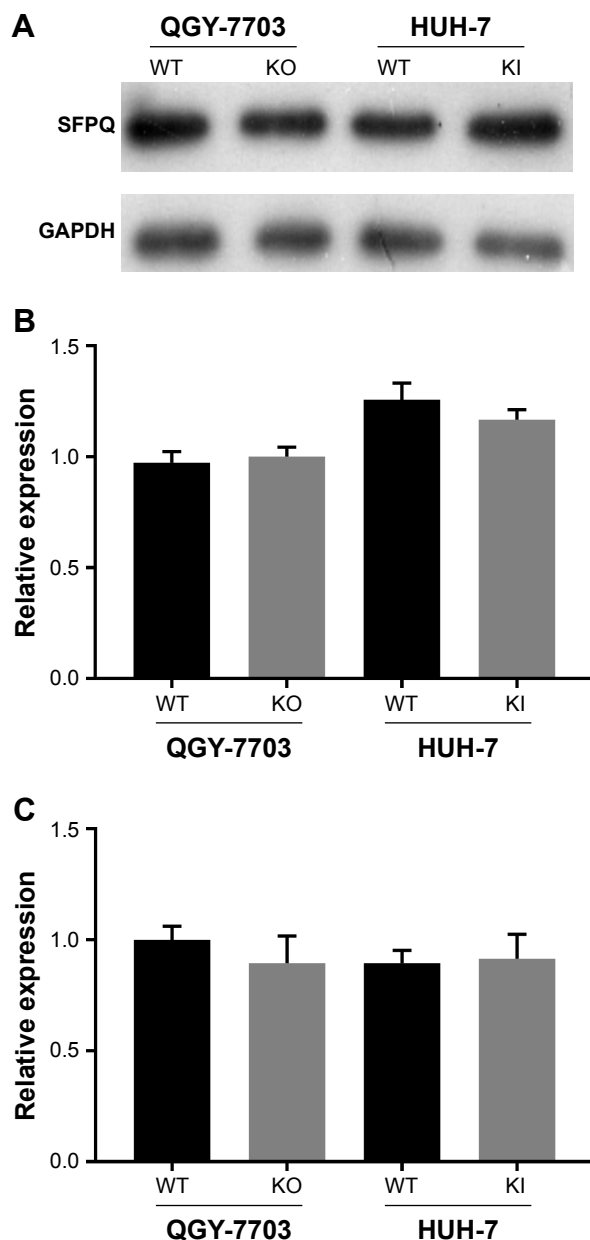 A
QGY-7703 HUH-7
WT KO WT KI
SFPQ
GAPDH
B
Relative expression
1.5
1.0
0.5
0.0
WT KO WT KI
QGY-7703 HUH-7
C
Relative expression
1.5
1.0
0.5
0.0
WT KO WT KI
QGY-7703 HUH-7